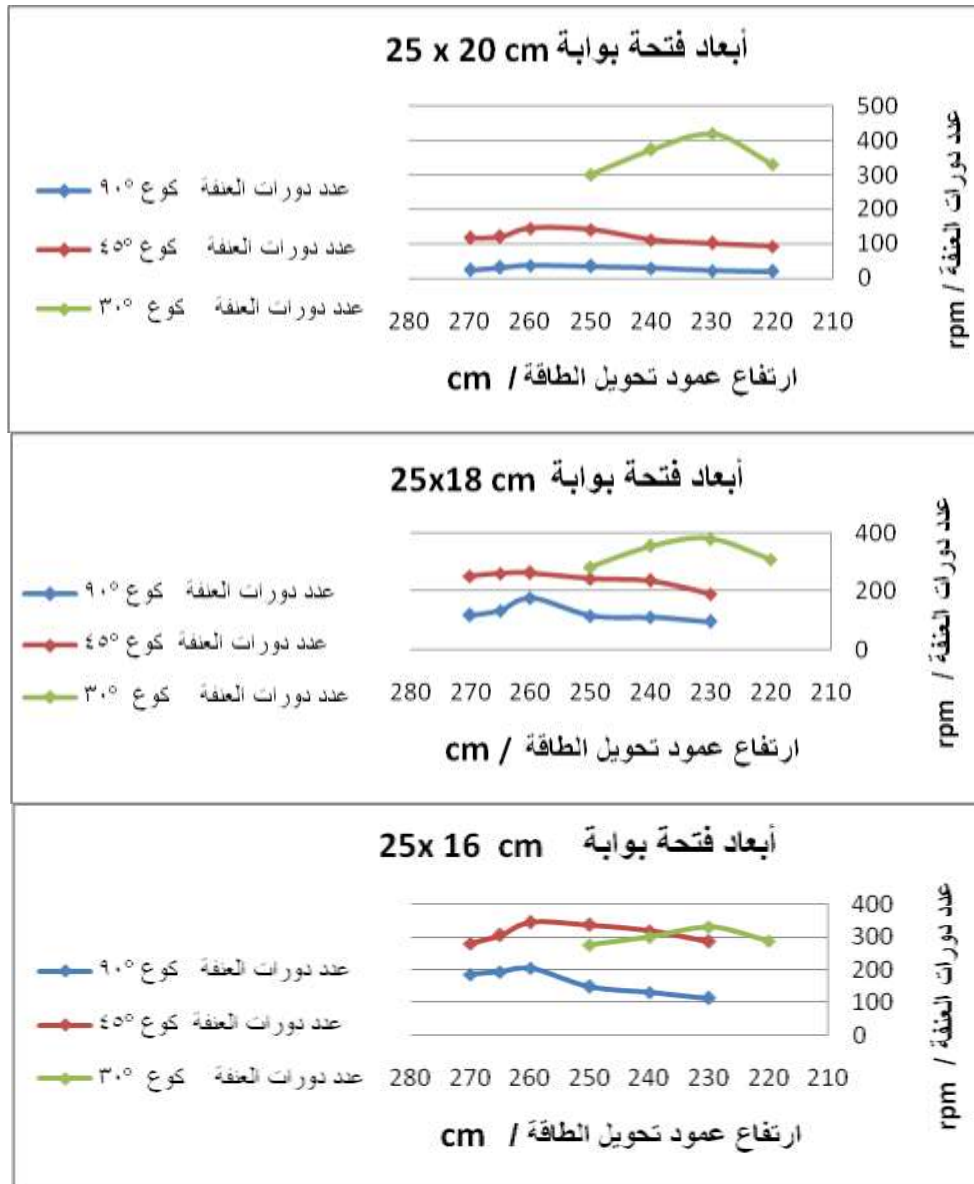 أبعاد فتحة بوابة 25 x 20 cm
عدد دورات العنفة / rpm
500
400
300
200
100
0
عدد دورات العنفة كوع ٩٠°
عدد دورات العنفة كوع ٤٥°
عدد دورات العنفة كوع ٣٠°
280 270 260 250 240 230 220 210
ارتفاع عمود تحويل الطاقة / cm
أبعاد فتحة بوابة 25x18 cm
عدد دورات العنفة / rpm
400
200
0
عدد دورات العنفة كوع ٩٠°
عدد دورات العنفة كوع ٤٥°
عدد دورات العنفة كوع ٣٠°
280 270 260 250 240 230 220 210
ارتفاع عمود تحويل الطاقة / cm
أبعاد فتحة بوابة 25x 16 cm
عدد دورات العنفة / rpm
400
300
200
100
0
عدد دورات العنفة كوع ٩٠°
عدد دورات العنفة كوع ٤٥°
عدد دورات العنفة كوع ٣٠°
280 270 260 250 240 230 220 210
ارتفاع عمود تحويل الطاقة / cm